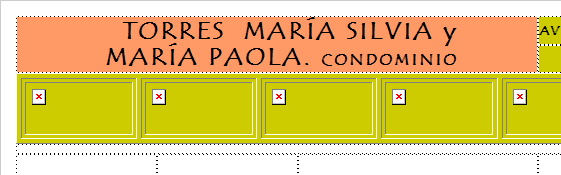 TORRES MARÍA SILVIA y
MARÍA PAOLA. CONDOMINIO
AV